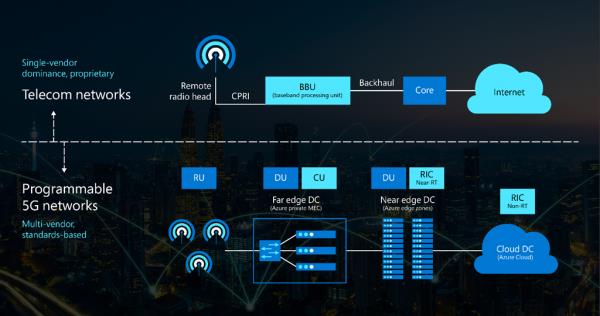 Single-vendor
dominance, proprietary
Telecom networks
Remote
radio head
CPRI
BBU
(baseband processing unit)
Backhaul
Core
Internet
Programmable
5G networks
Multi-vendor,
standards-based
RU
DU
CU
Far edge DC
(Azure private MEC)
DU
RIC
Near-RT
Near edge DC
(Azure edge zones)
RIC
Non-RT
Cloud DC
(Azure Cloud)